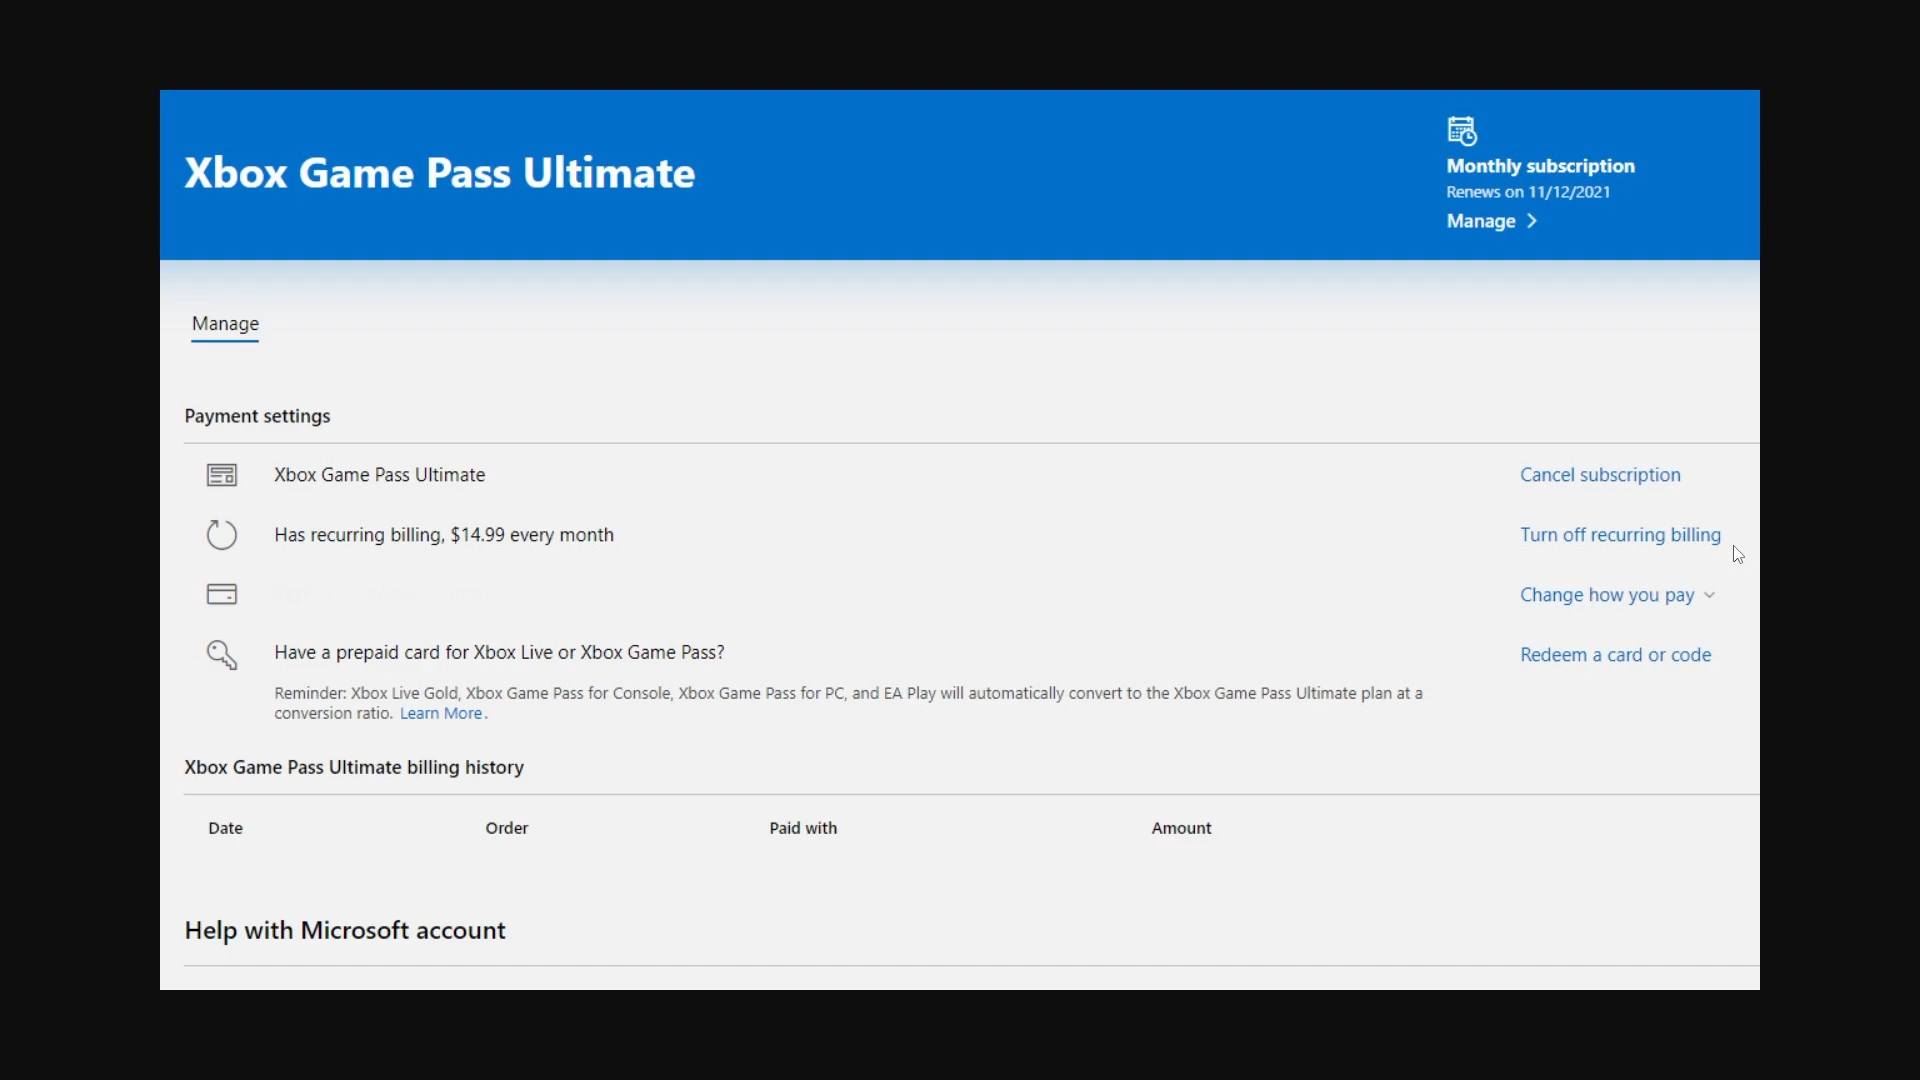 Xbox Game Pass Ultimate
Monthly subscription
Renews on 11/12/2021
Manage
Manage
Payment settings
Xbox Game Pass Ultimate
Cancel subscription
Has recurring billing, $14.99 every month
Turn off recurring billing
Change how you pay
Have a prepaid card for Xbox Live or Xbox Game Pass?
Redeem a card or code
Reminder: Xbox Live Gold, Xbox Game Pass for Console, Xbox Game Pass for PC, and EA Play will automatically convert to the Xbox Game Pass Ultimate plan at a
conversion ratio. Learn More.
Xbox Game Pass Ultimate billing history
Date Order Paid with Amount
Help with Microsoft account